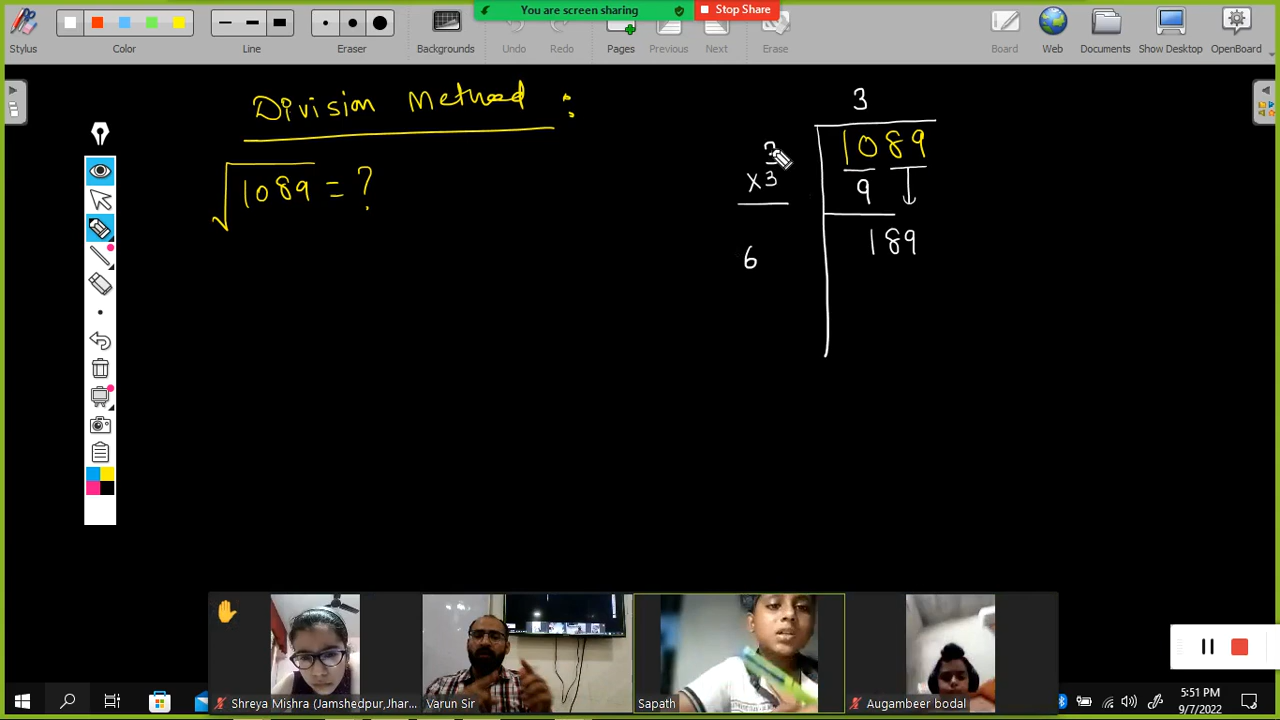 You are screen sharing Stop Share
Stylus Color Line Eraser Backgrounds Undo Redo Pages Previous Next Erase Board Web Documents Show Desktop OpenBoard
Division Method :
√1089 = ?
3
3 1089
×3 9
6 189
Shreya Mishra (Jamshedpur,Jhar... Varun Sir Sapath Augambeer bodal
5:51 PM
9/7/2022